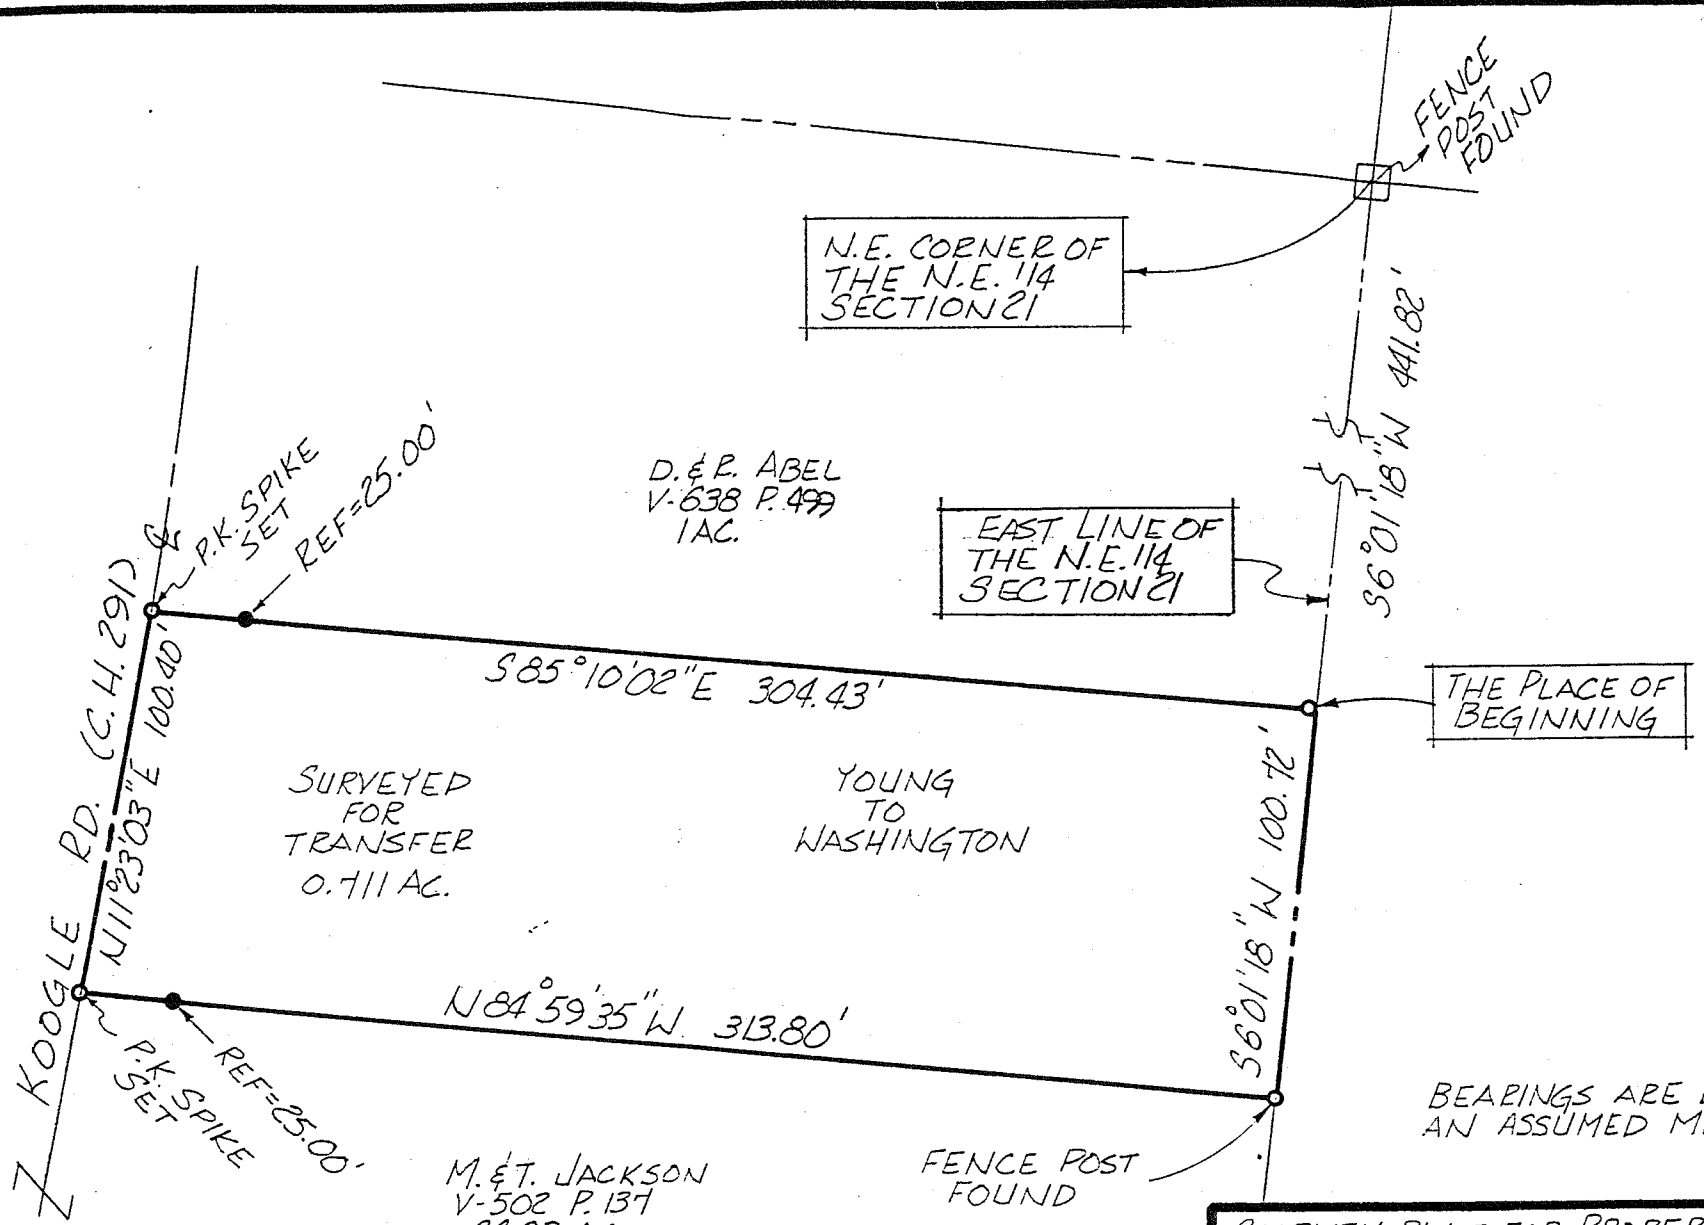 FENCE
POST
FOUND
N.E. CORNER OF
THE N.E. 1/4
SECTION 21
S6°01'18"W 441.82'
P.K. SPIKE
SET
REF=25.00'
D. & R. ABEL
V-638 P. 499
1 AC.
EAST LINE OF
THE N.E. 1/4
SECTION 21
KOOGLE RD. (C.H. 291) ℄
N11°23'03"E 100.40'
S85°10'02"E 304.43'
THE PLACE OF
BEGINNING
SURVEYED
FOR
TRANSFER
0.711 AC.
YOUNG
TO
WASHINGTON
S6°01'18"W 100.72'
N84°59'35"W 313.80'
P.K. SPIKE
SET
REF=25.00'
BEARINGS ARE
AN ASSUMED
FENCE POST
FOUND
M. & T. JACKSON
V-502 P. 137